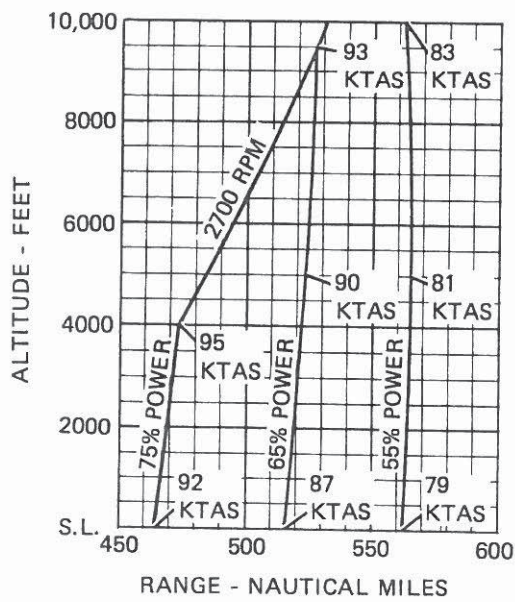 10,000
8000
6000
4000
2000
S.L.
ALTITUDE - FEET
93
KTAS
83
KTAS
2700 RPM
90
KTAS
81
KTAS
95
KTAS
75% POWER
65% POWER
55% POWER
92
KTAS
87
KTAS
79
KTAS
450
500
550
600
RANGE - NAUTICAL MILES